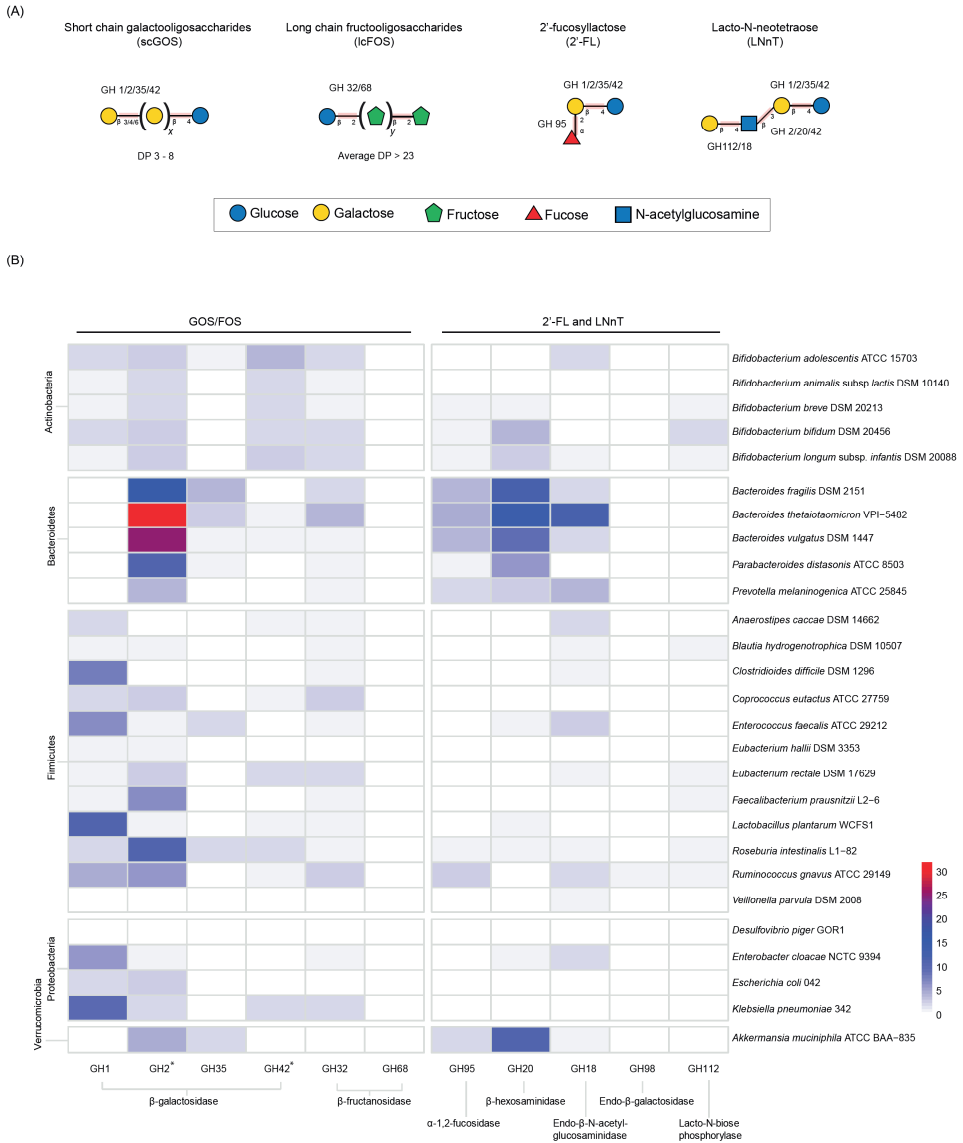 (A)
Short chain galactooligosaccharides
(scGOS)
Long chain fructooligosaccharides
(lcFOS)
2'-fucosyllactose
(2'-FL)
Lacto-N-neotetraose
(LNnT)
GH 1/2/35/42
β 3/4/6 ( ) x β 4
DP 3 - 8
GH 32/68
β 2 ( ) y β 2
Average DP > 23
GH 1/2/35/42
β 4
GH 95
2
α
GH 1/2/35/42
β 4
β 4 β 3
GH 2/20/42
GH112/18
Glucose Galactose Fructose Fucose N-acetylglucosamine
(B)
GOS/FOS
2'-FL and LNnT
Actinobacteria
Bifidobacterium adolescentis ATCC 15703
Bifidobacterium animalis subsp lactis DSM 10140
Bifidobacterium breve DSM 20213
Bifidobacterium bifidum DSM 20456
Bifidobacterium longum subsp. infantis DSM 20088
Bacteroidetes
Bacteroides fragilis DSM 2151
Bacteroides thetaiotaomicron VPI−5482
Bacteroides vulgatus DSM 1447
Parabacteroides distasonis ATCC 8503
Prevotella melaninogenica ATCC 25845
Firmicutes
Anaerostipes caccae DSM 14662
Blautia hydrogenotrophica DSM 10507
Clostridioides difficile DSM 1296
Coprococcus eutactus ATCC 27759
Enterococcus faecalis ATCC 29212
Eubacterium hallii DSM 3353
Eubacterium rectale DSM 17629
Faecalibacterium prausnitzii L2−6
Lactobacillus plantarum WCFS1
Roseburia intestinalis L1−82
Ruminococcus gnavus ATCC 29149
Veillonella parvula DSM 2008
Proteobacteria
Desulfovibrio piger GOR1
Enterobacter cloacae NCTC 9394
Escherichia coli 042
Klebsiella pneumoniae 342
Verrucomicrobia
Akkermansia muciniphila ATCC BAA−835
30
25
20
15
10
5
0
GH1 GH2* GH35 GH42* GH32 GH68 GH95 GH20 GH18 GH98 GH112
β-galactosidase
β-fructanosidase
β-hexosaminidase
Endo-β-galactosidase
α-1,2-fucosidase
Endo-β-N-acetyl-
glucosaminidase
Lacto-N-biose
phosphorylase